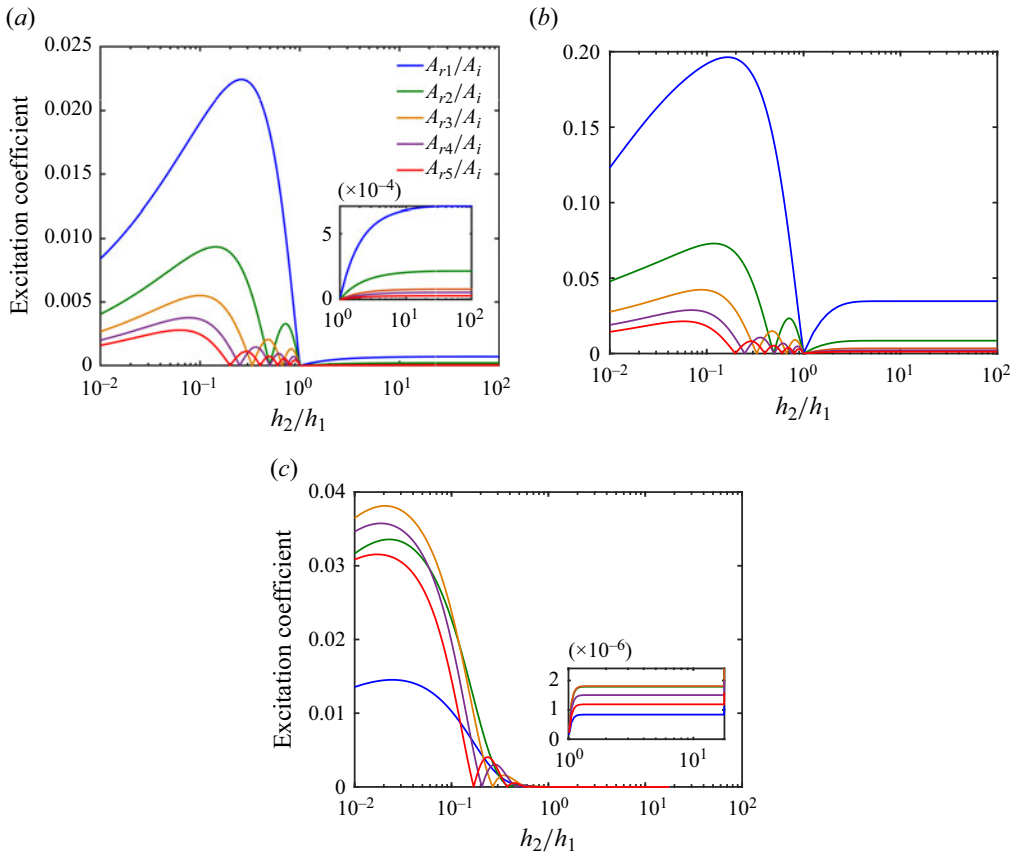 (a)
0.025
0.020
0.015
0.010
0.005
0
Excitation coefficient
A_{r1}/A_i
A_{r2}/A_i
A_{r3}/A_i
A_{r4}/A_i
A_{r5}/A_i
(×10^{–4})
5
0
10^0 10^1 10^2
10^{–2} 10^{–1} 10^0 10^1 10^2
h_2/h_1
(b)
0.20
0.15
0.10
0.05
0
10^{–2} 10^{–1} 10^0 10^1 10^2
h_2/h_1
(c)
0.04
0.03
0.02
0.01
0
Excitation coefficient
(×10^{–6})
2
1
0
10^0 10^1
10^{–2} 10^{–1} 10^0 10^1 10^2
h_2/h_1